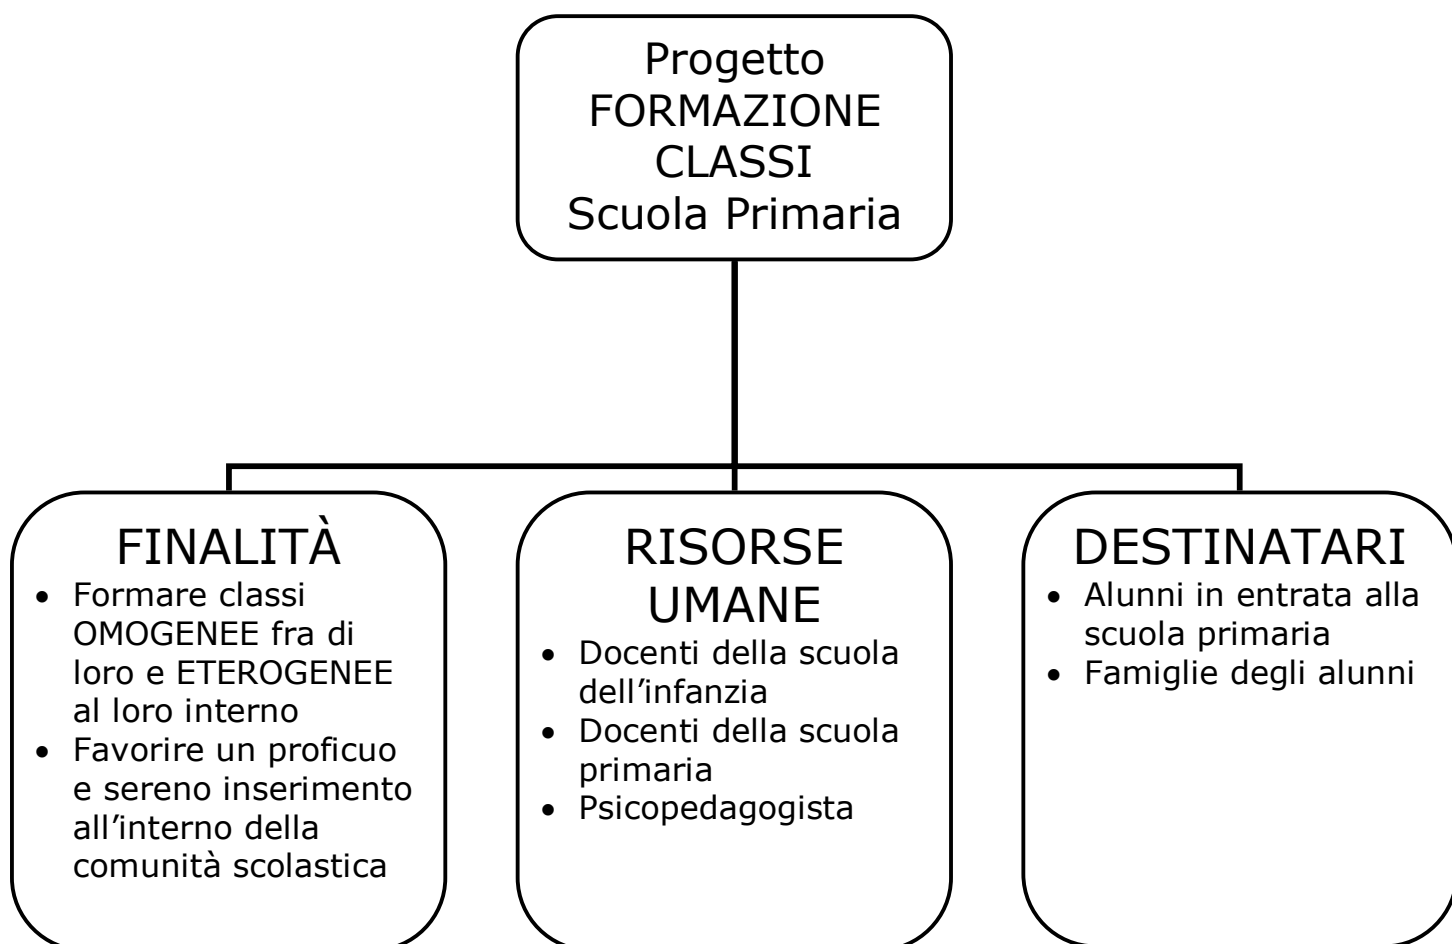 Progetto
FORMAZIONE
CLASSI
Scuola Primaria
FINALITÀ
• Formare classi
OMOGENEE fra di
loro e ETEROGENEE
al loro interno
• Favorire un proficuo
e sereno inserimento
all’interno della
comunità scolastica
RISORSE
UMANE
• Docenti della scuola
dell’infanzia
• Docenti della scuola
primaria
• Psicopedagogista
DESTINATARI
• Alunni in entrata alla
scuola primaria
• Famiglie degli alunni